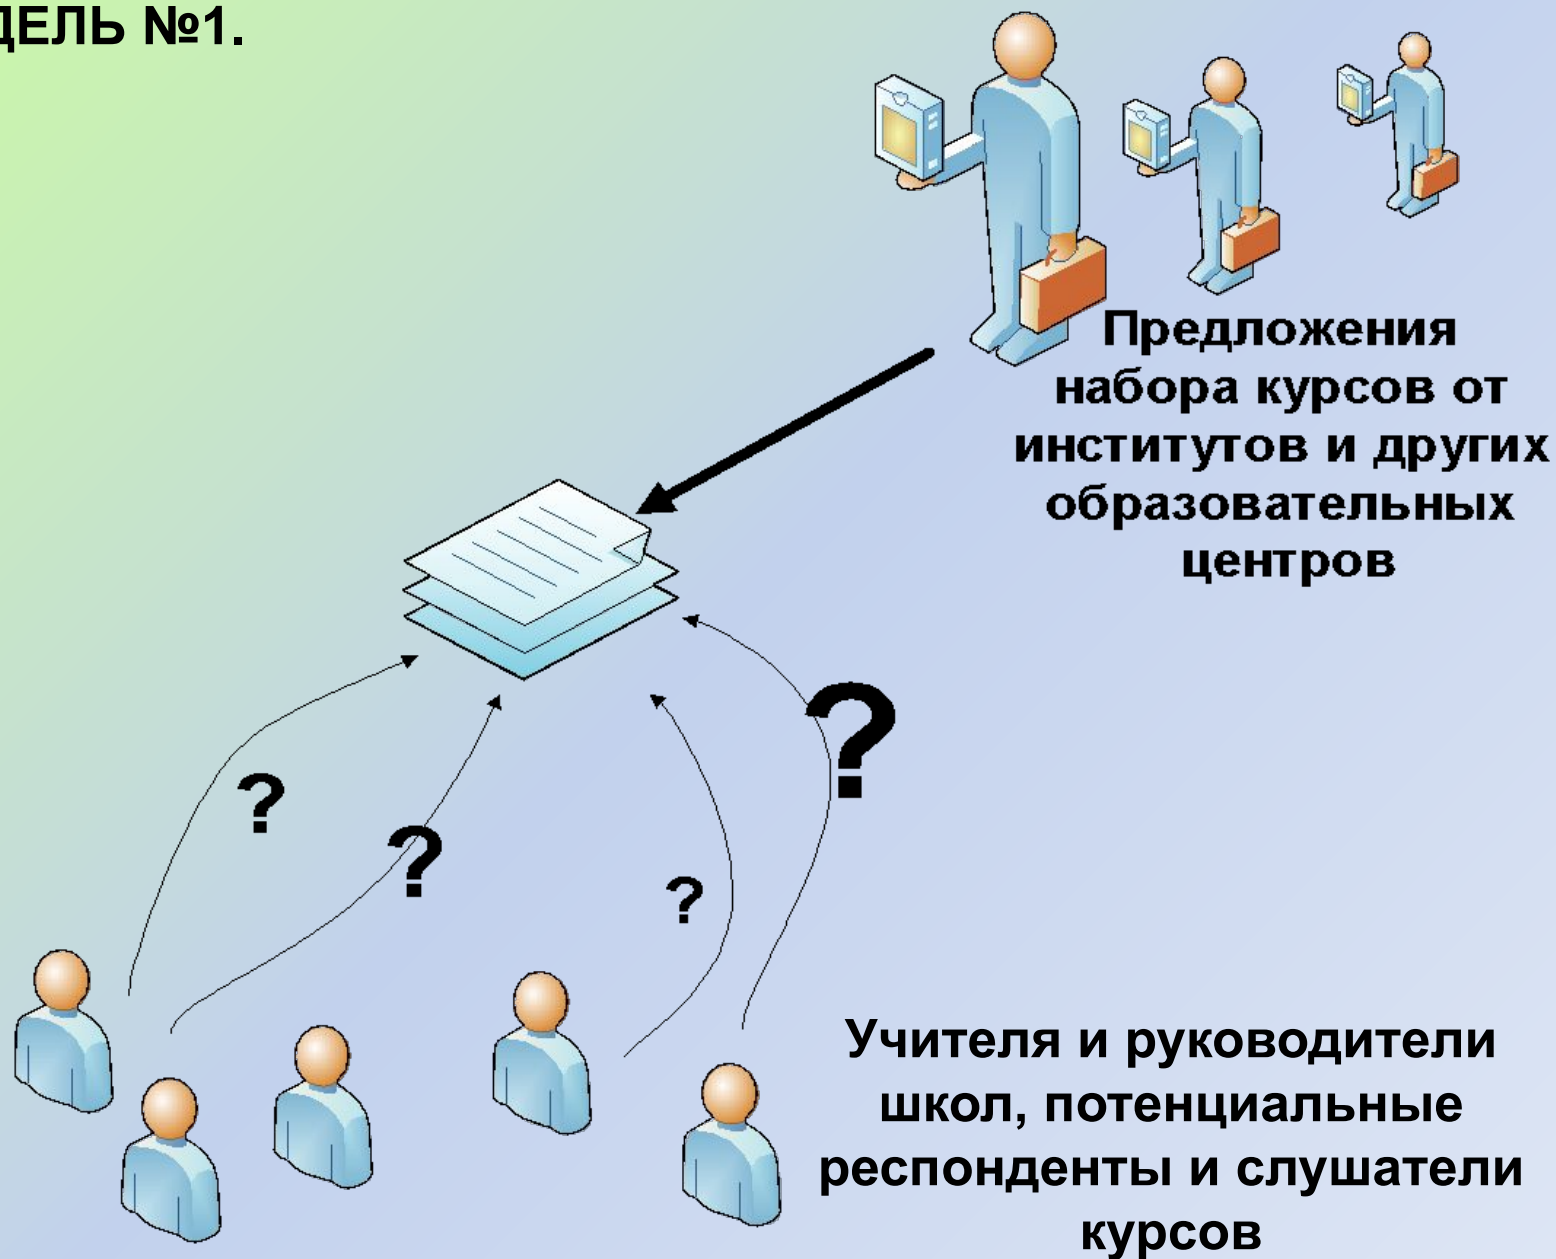 ДЕЛЬ №1.
Предложения
набора курсов от
институтов и других
образовательных
центров
?
?
?
?
Учителя и руководители
школ, потенциальные
респонденты и слушатели
курсов